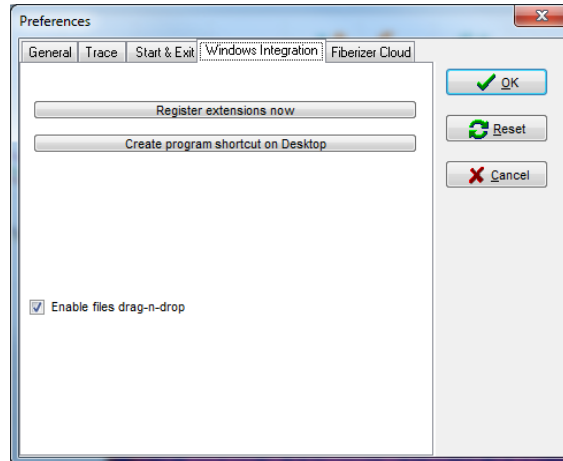 Preferences
General Trace Start & Exit Windows Integration Fiberizer Cloud
OK
Register extensions now
Reset
Create program shortcut on Desktop
Cancel
Enable files drag-n-drop